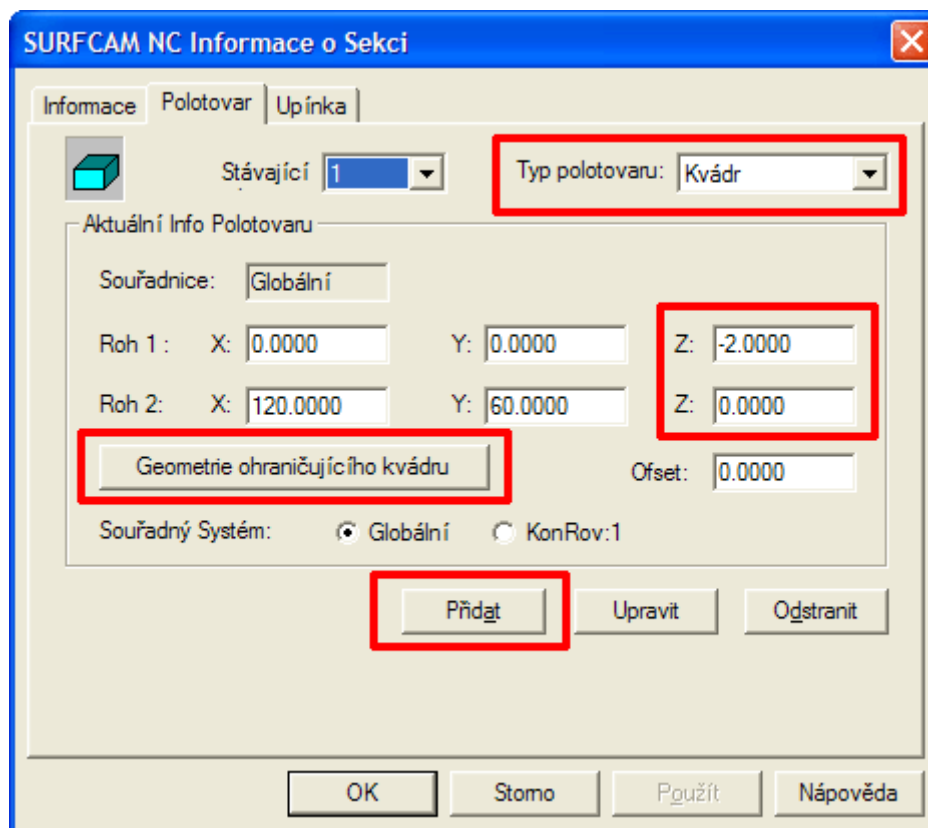 SURFCAM NC Informace o Sekci
Informace Polotovar Upínka
Stávající 1 Typ polotovaru: Kvádr
Aktuální Info Polotovaru
Souřadnice: Globální
Roh 1 : X: 0.0000 Y: 0.0000 Z: -2.0000
Roh 2: X: 120.0000 Y: 60.0000 Z: 0.0000
Geometrie ohraničujícího kvádru Ofset: 0.0000
Souřadný Systém: Globální KonRov:1
Přidat Upravit Odstranit
OK Storno Použít Nápověda